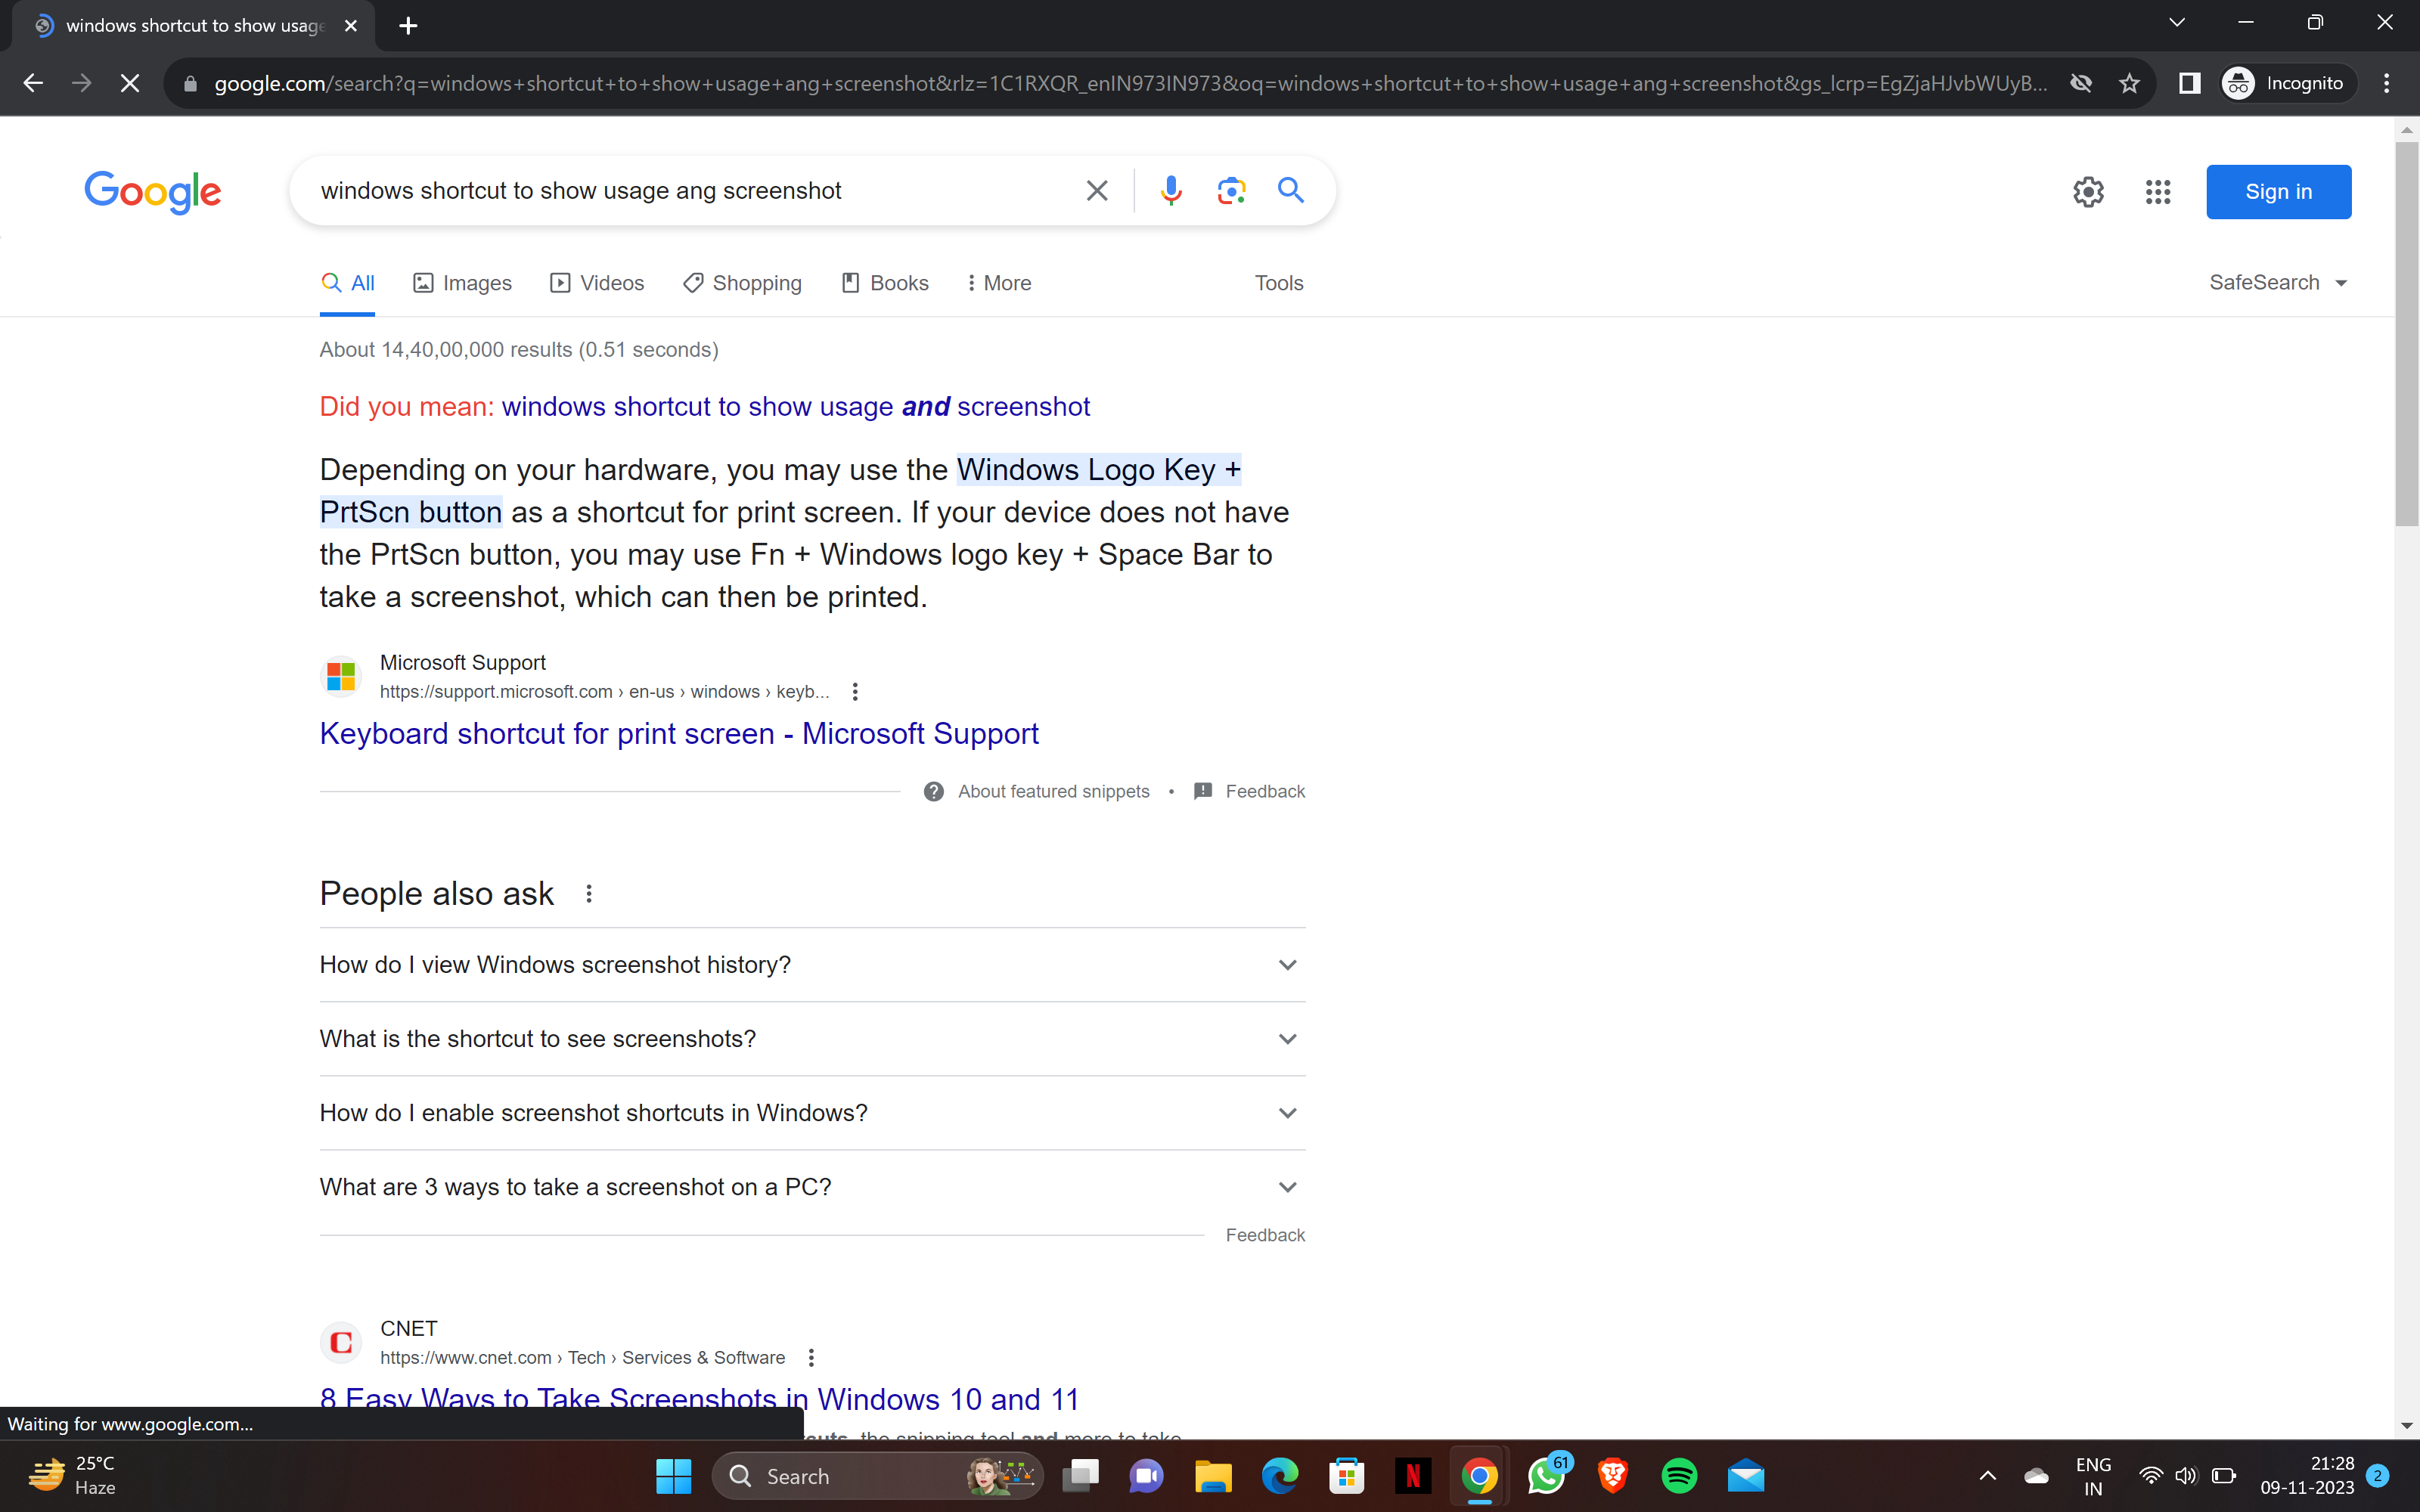 windows shortcut to show usage
google.com/search?q=windows+shortcut+to+show+usage+ang+screenshot&rlz=1C1RXQR_enIN973IN973&oq=windows+shortcut+to+show+usage+ang+screenshot&gs_lcrp=EgZjaHJvbWUyB...
Incognito
Google
windows shortcut to show usage ang screenshot
Sign in
All
Images
Videos
Shopping
Books
More
Tools
SafeSearch
About 14,40,00,000 results (0.51 seconds)
Did you mean: windows shortcut to show usage and screenshot
Depending on your hardware, you may use the Windows Logo Key +
PrtScn button as a shortcut for print screen. If your device does not have
the PrtScn button, you may use Fn + Windows logo key + Space Bar to
take a screenshot, which can then be printed.
Microsoft Support
https://support.microsoft.com › en-us › windows › keyb...
Keyboard shortcut for print screen - Microsoft Support
About featured snippets • Feedback
People also ask
How do I view Windows screenshot history?
What is the shortcut to see screenshots?
How do I enable screenshot shortcuts in Windows?
What are 3 ways to take a screenshot on a PC?
Feedback
CNET
https://www.cnet.com › Tech › Services & Software
8 Easy Ways to Take Screenshots in Windows 10 and 11
the snipping tool and more to take
Waiting for www.google.com...
25°C
Haze
Search
N
61
ENG
IN
21:28
09-11-2023
2